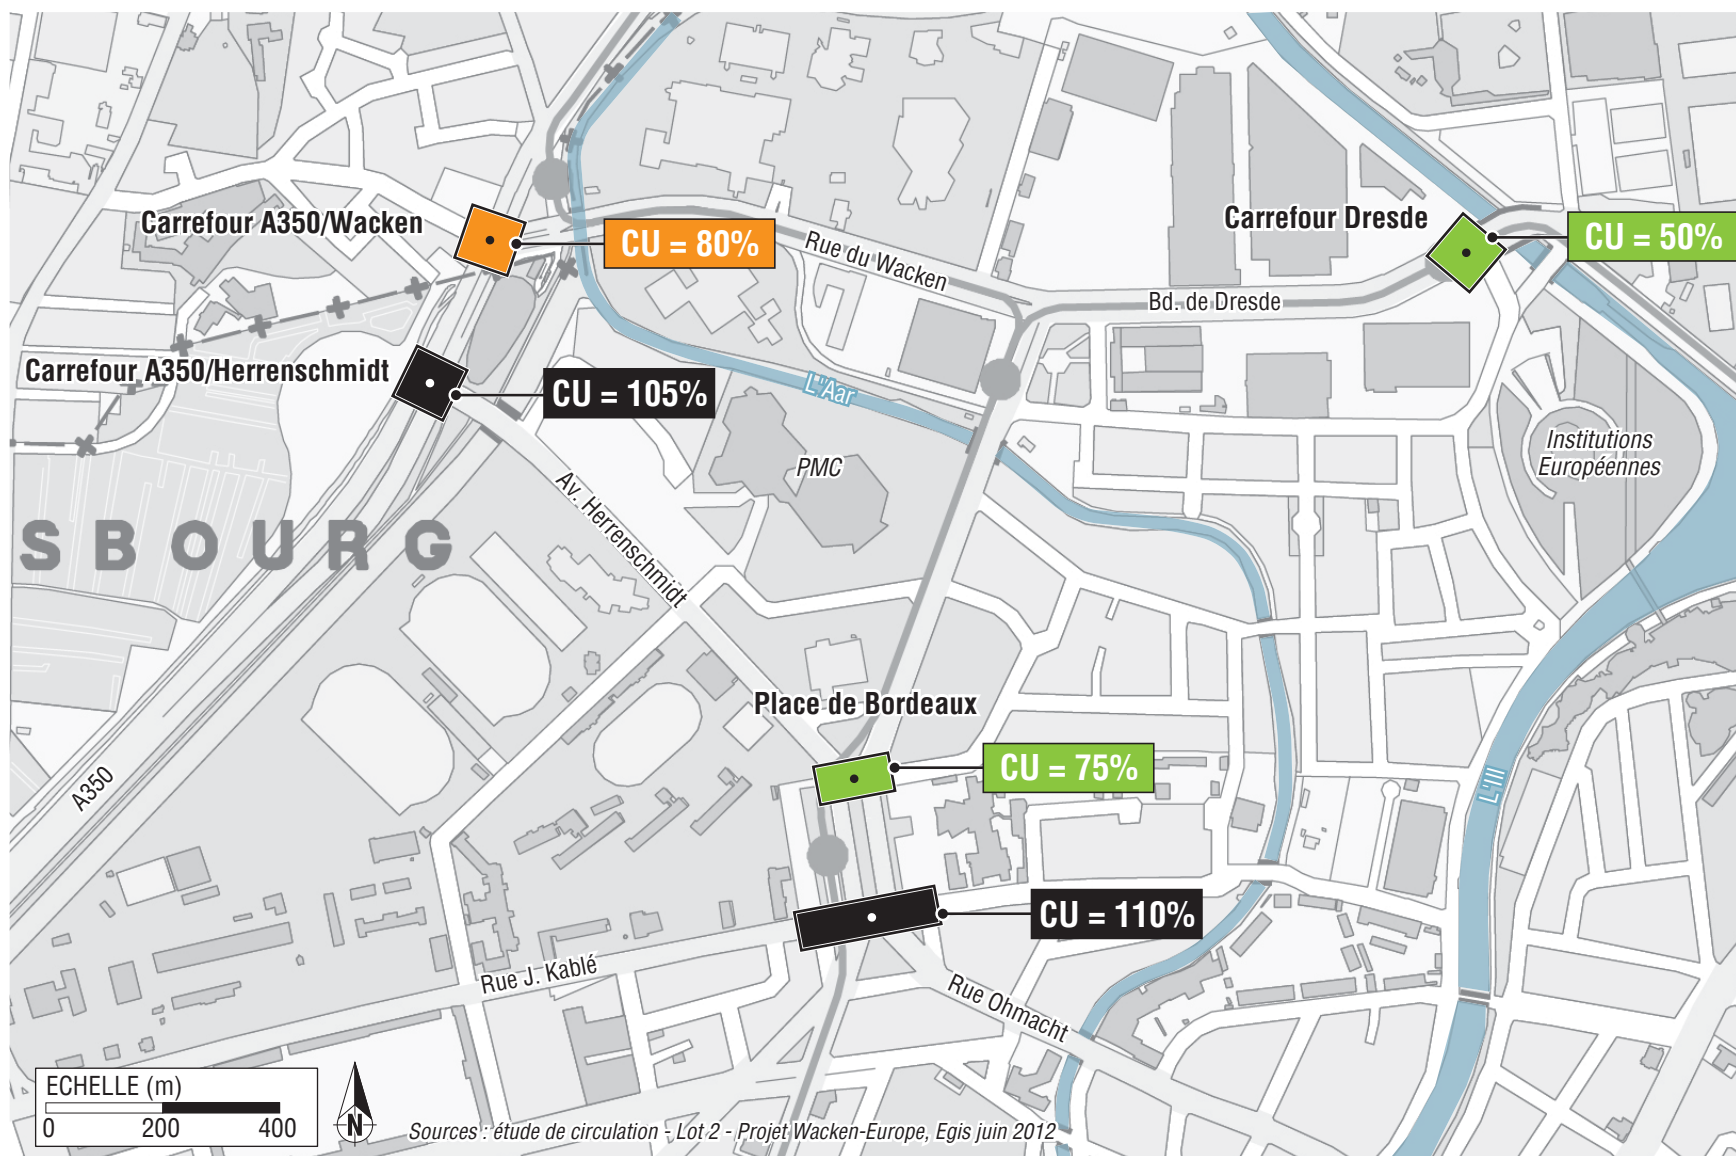 Carrefour A350/Wacken
CU = 80%
Rue du Wacken
Carrefour Dresde
CU = 50%
Bd. de Dresde
Carrefour A350/Herrenschmidt
CU = 105%
L'Aar
PMC
Institutions
Européennes
Av. Herrenschmidt
SBOURG
Place de Bordeaux
CU = 75%
A350
L'Ill
CU = 110%
Rue J. Kablé
Rue Ohmacht
ECHELLE (m)
0 200 400
N
Sources : étude de circulation - Lot 2 - Projet Wacken-Europe, Egis juin 2012